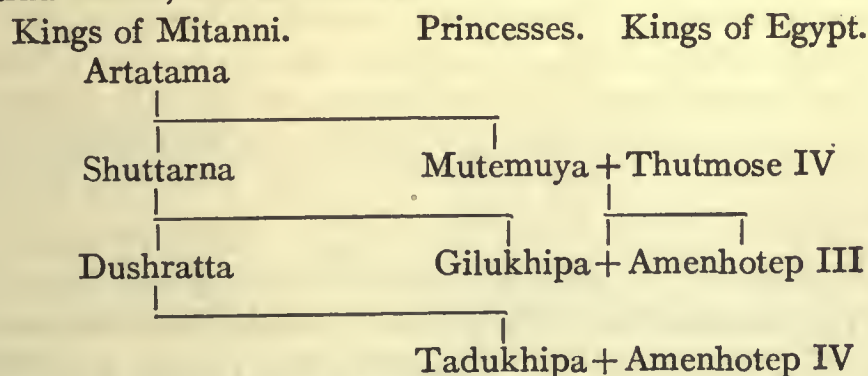 Kings of Mitanni. Princesses. Kings of Egypt.
Artatama
Shuttarna Mutemuya + Thutmose IV
Dushratta Gilukhipa + Amenhotep III
Tadukhipa + Amenhotep IV